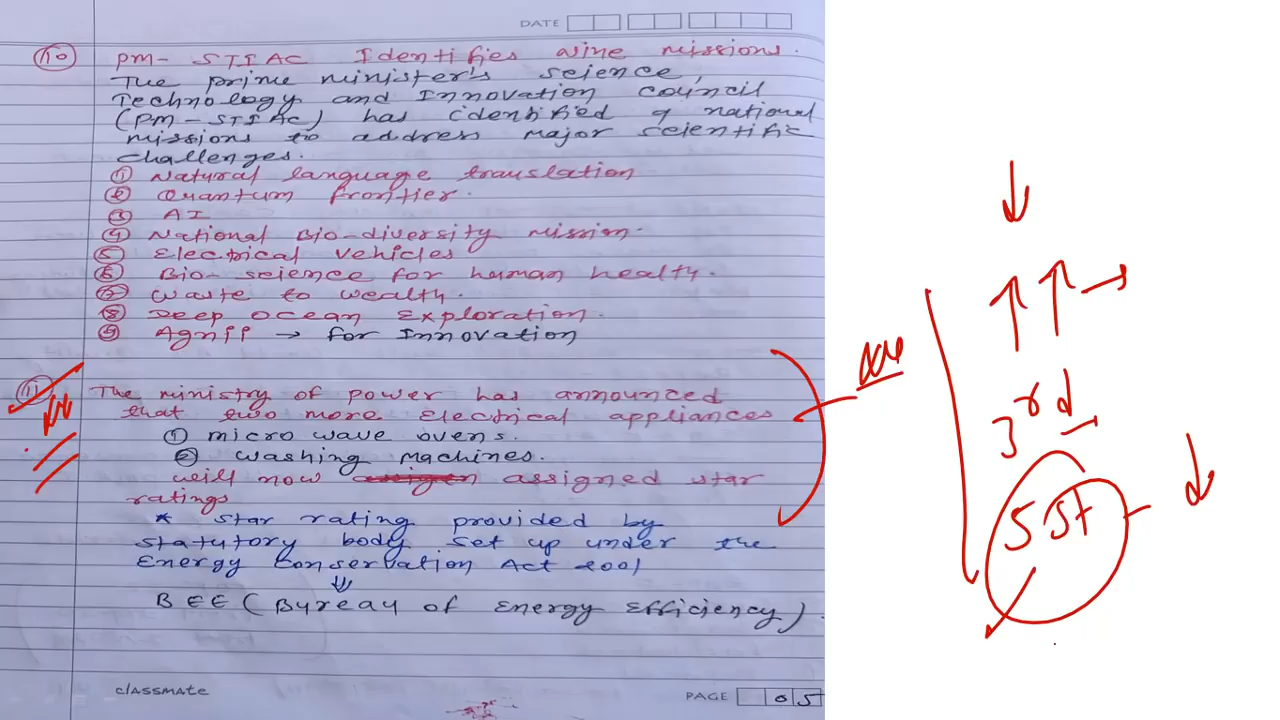 DATE
10 PM- STIAC Identifies nine missions.
The prime minister's science,
Technology and Innovation council
(PM-STIAC) has identified 9 national
missions to address major scientific
challenges.
① Natural language translation
② Quantum frontier.
③ AI
④ National Bio-diversity mission.
⑤ Electrical vehicles
⑥ Bio-science for human health.
⑦ Waste to wealth.
⑧ Deep Ocean Exploration.
⑨ Agnii → for Innovation
11 The ministry of power has announced
that two more Electrical appliances
① micro wave ovens.
② washing machines.
will now assigned star
ratings
* Star rating provided by
statutory body set up under the
Energy Conservation Act 2001
⇓
BEE (Bureau of Energy Efficiency).
classmate
PAGE 05
↓
↑↑→
3rd
5 St
↓